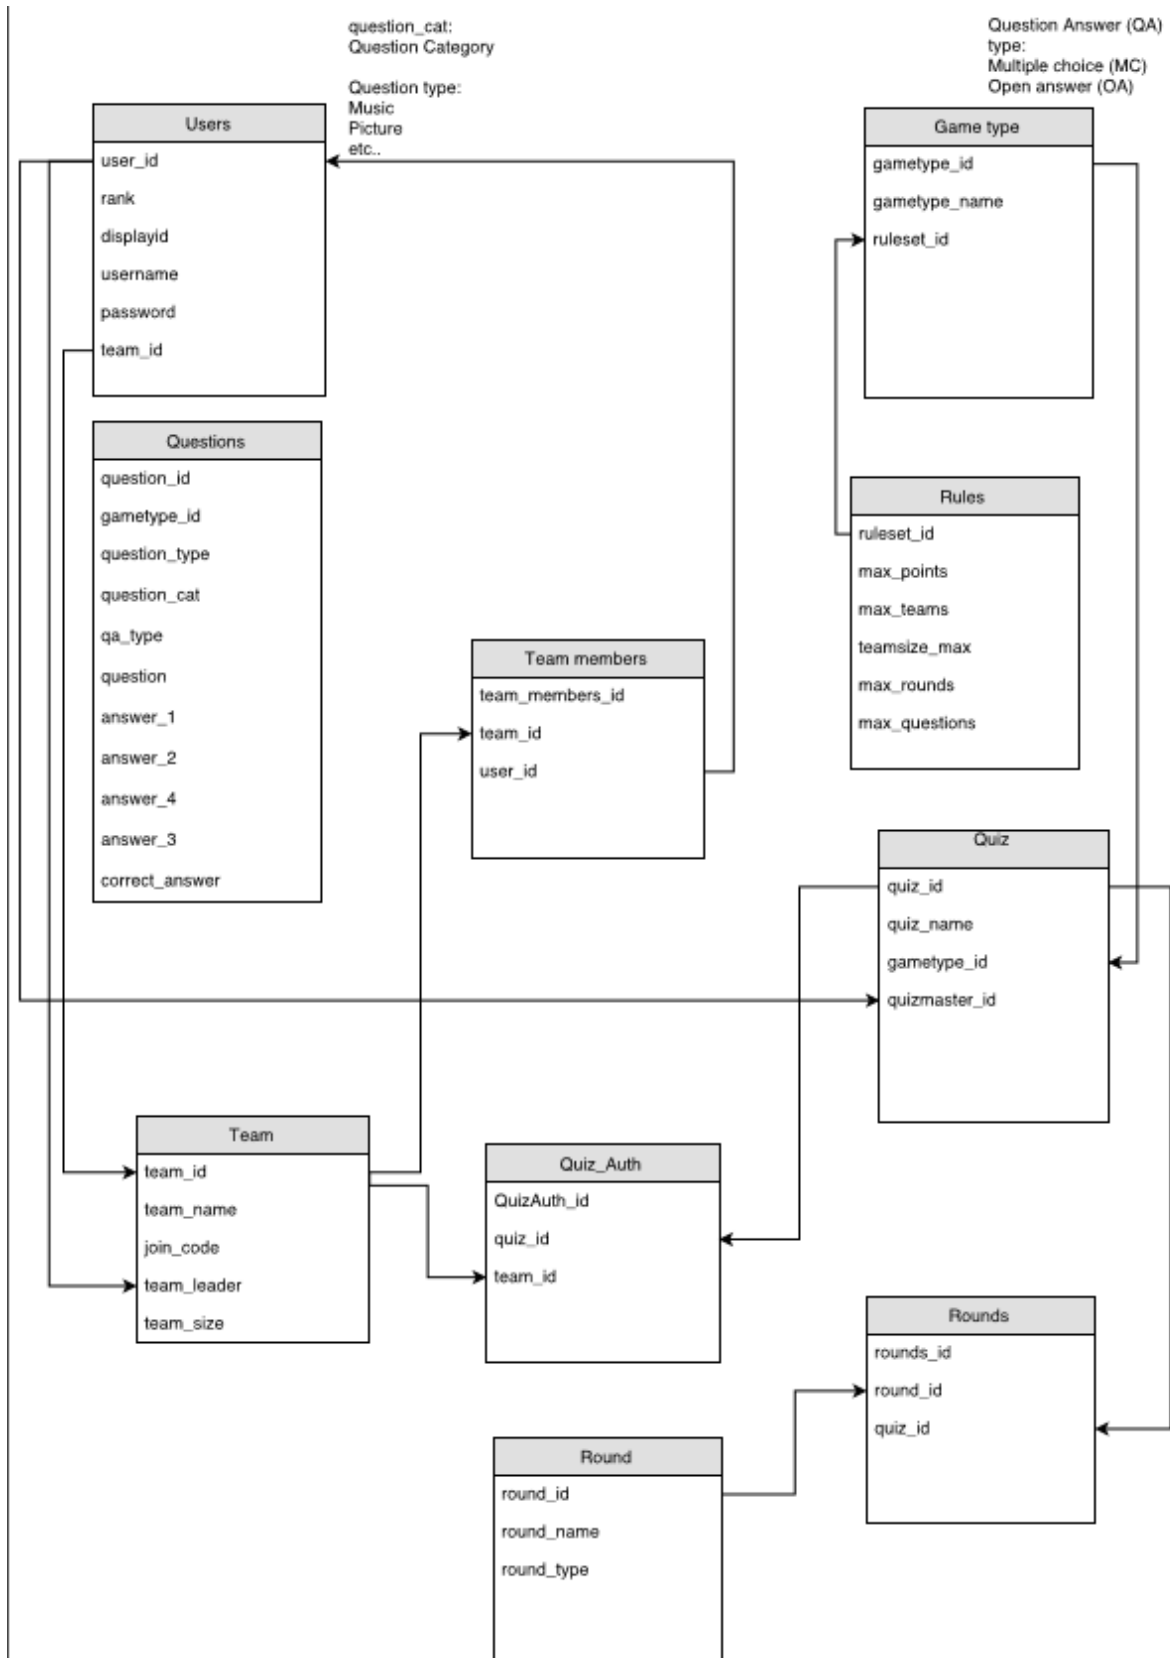 question_cat:
Question Category
Question type:
Music
Picture
etc..
Question Answer (QA)
type:
Multiple choice (MC)
Open answer (OA)
Users
user_id
rank
displayid
username
password
team_id
Game type
gametype_id
gametype_name
ruleset_id
Questions
question_id
gametype_id
question_type
question_cat
qa_type
question
answer_1
answer_2
answer_4
answer_3
correct_answer
Rules
ruleset_id
max_points
max_teams
teamsize_max
max_rounds
max_questions
Team members
team_members_id
team_id
user_id
Quiz
quiz_id
quiz_name
gametype_id
quizmaster_id
Team
team_id
team_name
join_code
team_leader
team_size
Quiz_Auth
QuizAuth_id
quiz_id
team_id
Rounds
rounds_id
round_id
quiz_id
Round
round_id
round_name
round_type